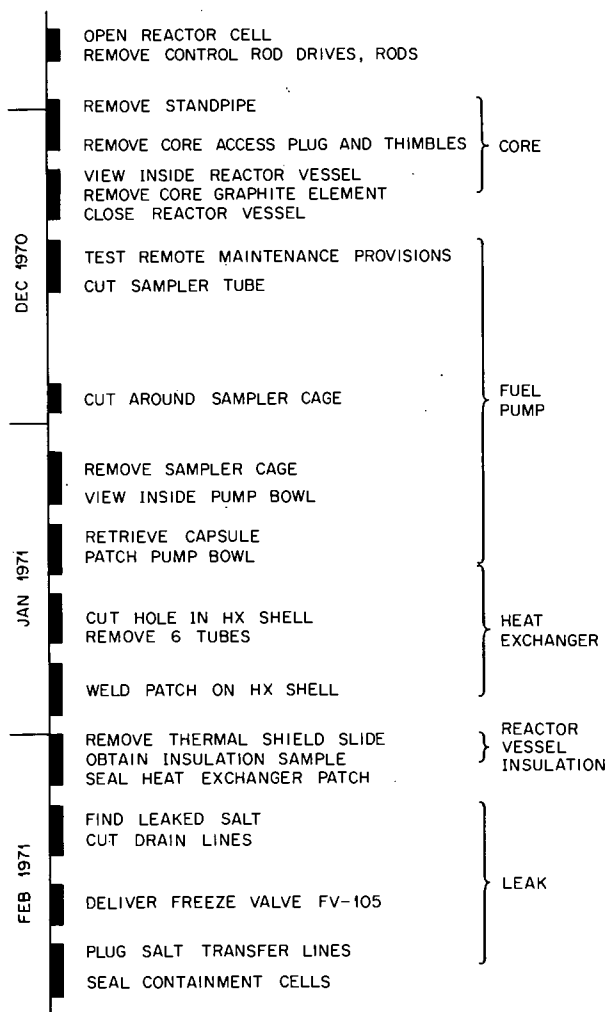 OPEN REACTOR CELL
REMOVE CONTROL ROD DRIVES, RODS
REMOVE STANDPIPE
REMOVE CORE ACCESS PLUG AND THIMBLES
CORE
VIEW INSIDE REACTOR VESSEL
REMOVE CORE GRAPHITE ELEMENT
CLOSE REACTOR VESSEL
DEC 1970
TEST REMOTE MAINTENANCE PROVISIONS
CUT SAMPLER TUBE
CUT AROUND SAMPLER CAGE
FUEL
PUMP
REMOVE SAMPLER CAGE
VIEW INSIDE PUMP BOWL
RETRIEVE CAPSULE
PATCH PUMP BOWL
JAN 1971
CUT HOLE IN HX SHELL
REMOVE 6 TUBES
HEAT
EXCHANGER
WELD PATCH ON HX SHELL
REMOVE THERMAL SHIELD SLIDE
OBTAIN INSULATION SAMPLE
SEAL HEAT EXCHANGER PATCH
REACTOR
VESSEL
INSULATION
FIND LEAKED SALT
CUT DRAIN LINES
FEB 1971
LEAK
DELIVER FREEZE VALVE FV-105
PLUG SALT TRANSFER LINES
SEAL CONTAINMENT CELLS